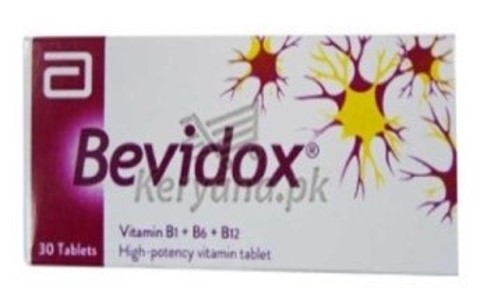 Bevidox®
Keryana.pk
Vitamin B1 + B6 + B12
30 Tablets
High-potency vitamin tablet